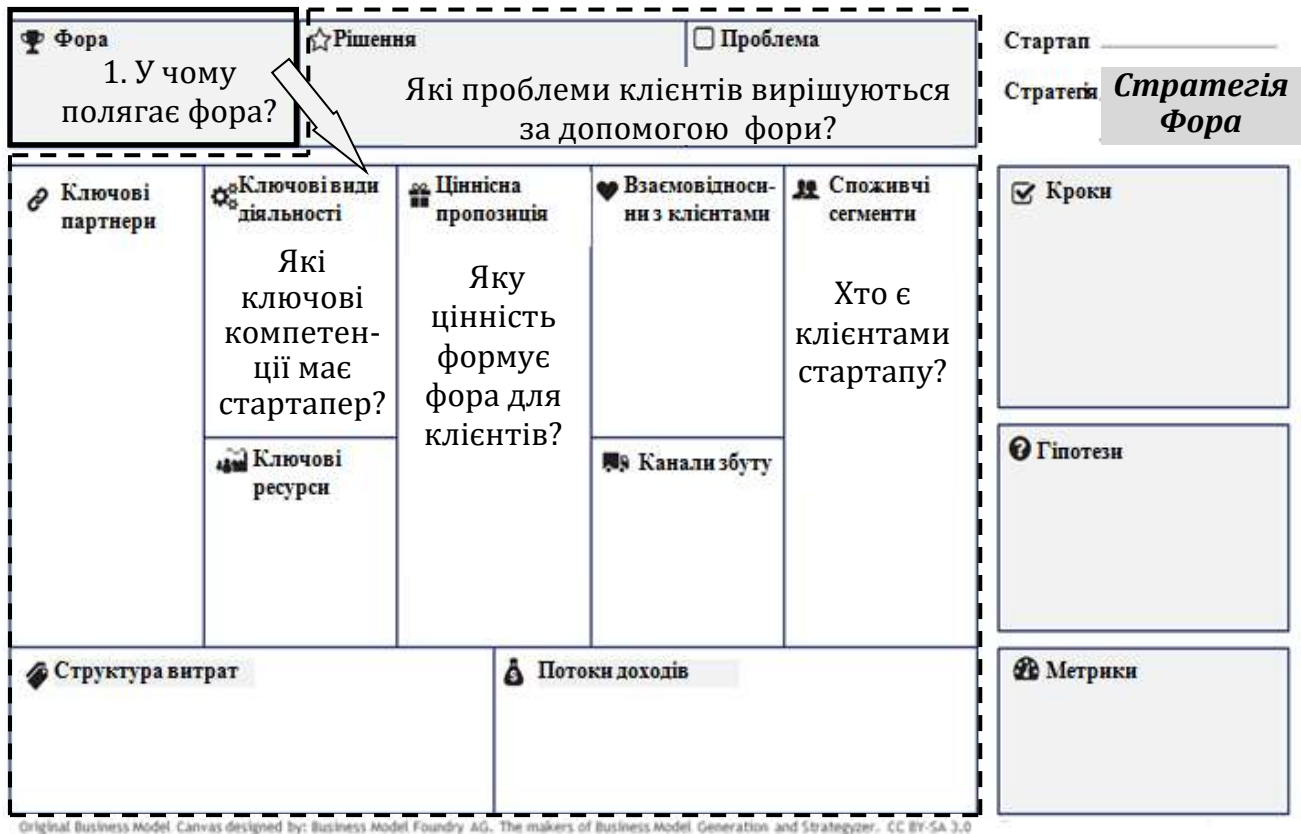 Фора
1. У чому
полягає фора?
Рішення
Проблема
Які проблеми клієнтів вирішуються
за допомогою фори?
Стартап
Стратегія
Стратегія
Фора
Ключові
партнери
Ключові види
діяльності
Які
ключові
компетен-
ції має
стартапер?
Ключові
ресурси
Ціннісна
пропозиція
Яку
цінність
формує
фора для
клієнтів?
Взаємовідноси-
ни з клієнтами
Канали збуту
Споживчі
сегменти
Хто є
клієнтами
стартапу?
Кроки
Гіпотези
Метрики
Структура витрат
Потоки доходів
Original Business Model Canvas designed by: Business Model Foundry AG. The makers of Business Model Generation and Strategyzer. CC BY-SA 3.0